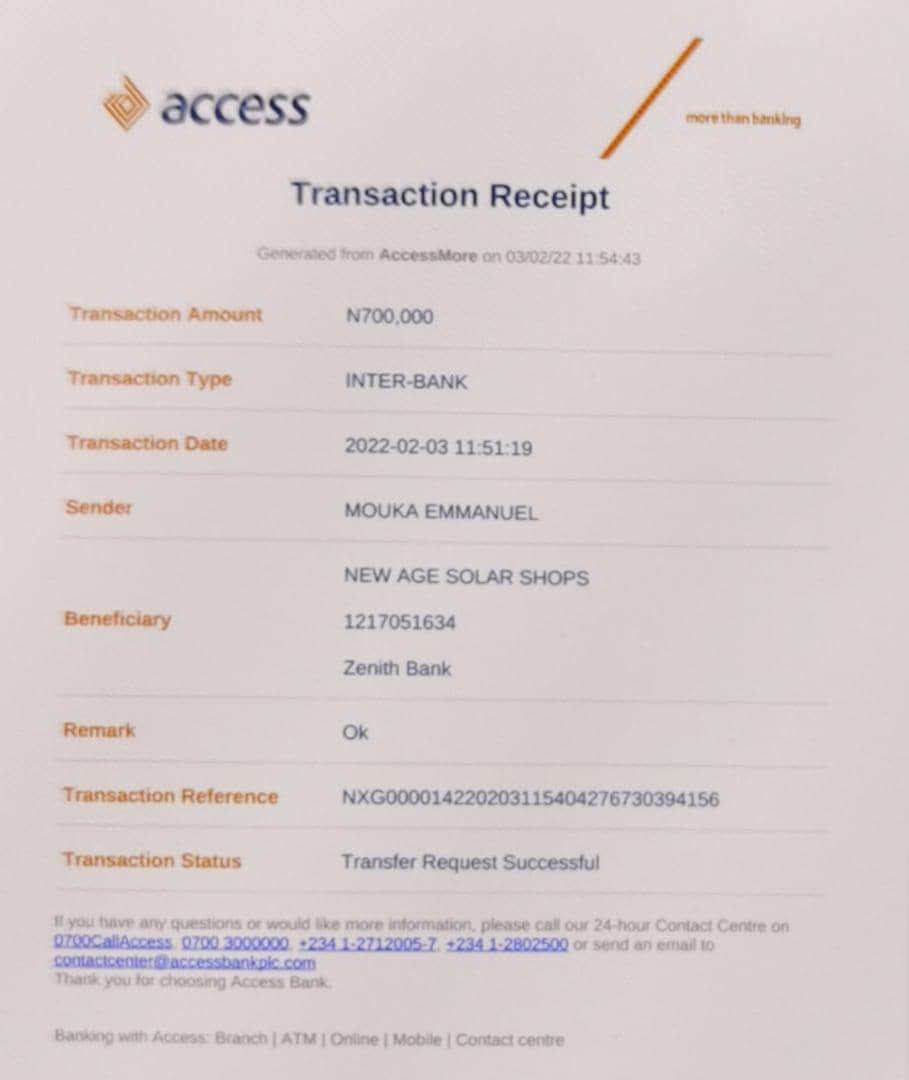 access
more than banking
Transaction Receipt
Generated from AccessMore on 03/02/22 11:54:43
Transaction Amount N700,000
Transaction Type INTER-BANK
Transaction Date 2022-02-03 11:51:19
Sender MOUKA EMMANUEL
NEW AGE SOLAR SHOPS
Beneficiary 1217051634
Zenith Bank
Remark Ok
Transaction Reference NXG000014220203115404276730394156
Transaction Status Transfer Request Successful
If you have any questions or would like more information, please call our 24-hour Contact Centre on
0700CallAccess, 0700 3000000, +234 1-2712005-7, +234 1-2802500 or send an email to
contactcenter@accessbankplc.com
Thank you for choosing Access Bank.
Banking with Access: Branch | ATM | Online | Mobile | Contact centre